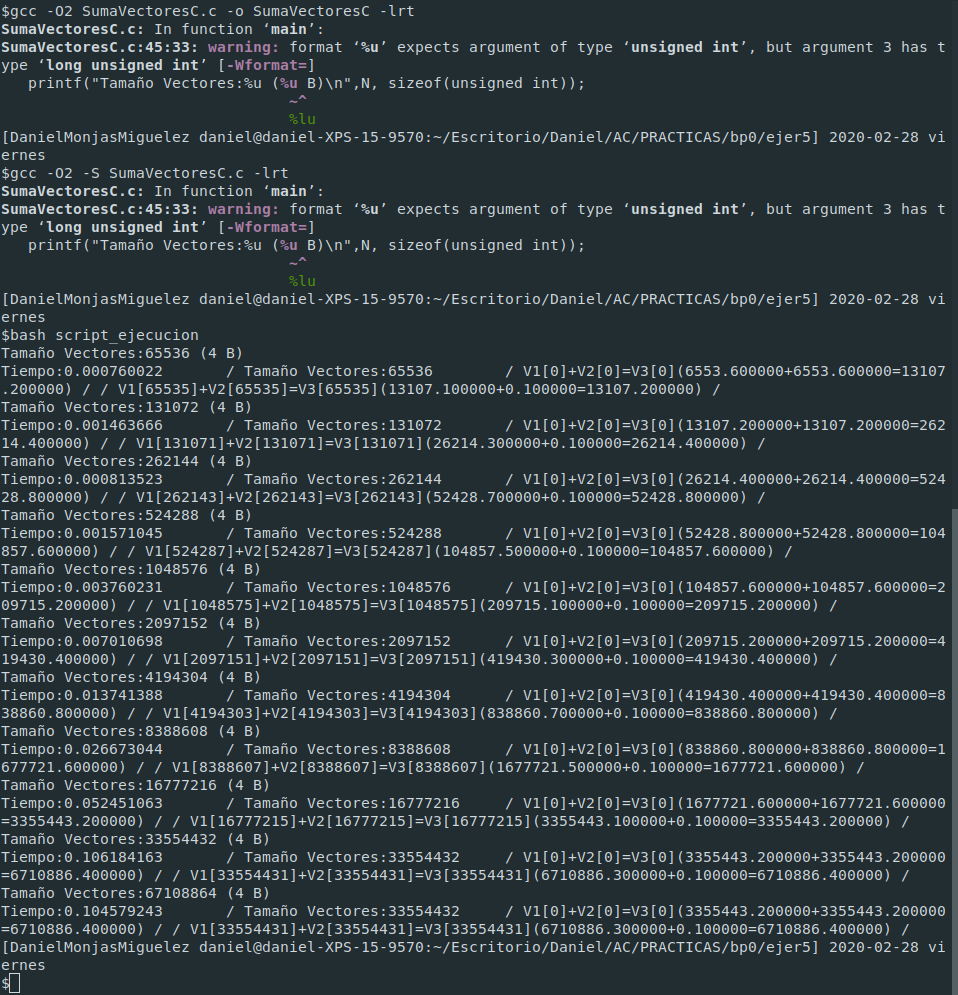 $gcc -O2 SumaVectoresC.c -o SumaVectoresC -lrt
SumaVectoresC.c: In function ‘main’:
SumaVectoresC.c:45:33: warning: format ‘%u’ expects argument of type ‘unsigned int’, but argument 3 has t
ype ‘long unsigned int’ [-Wformat=]
   printf("Tamaño Vectores:%u (%u B)\n",N, sizeof(unsigned int));
                                ~^
                                %lu
[DanielMonjasMiguelez daniel@daniel-XPS-15-9570:~/Escritorio/Daniel/AC/PRACTICAS/bp0/ejer5] 2020-02-28 vi
ernes
$gcc -O2 -S SumaVectoresC.c -lrt
SumaVectoresC.c: In function ‘main’:
SumaVectoresC.c:45:33: warning: format ‘%u’ expects argument of type ‘unsigned int’, but argument 3 has t
ype ‘long unsigned int’ [-Wformat=]
   printf("Tamaño Vectores:%u (%u B)\n",N, sizeof(unsigned int));
                                ~^
                                %lu
[DanielMonjasMiguelez daniel@daniel-XPS-15-9570:~/Escritorio/Daniel/AC/PRACTICAS/bp0/ejer5] 2020-02-28 vi
ernes
$bash script_ejecucion
Tamaño Vectores:65536 (4 B)
Tiempo:0.000760022       / Tamaño Vectores:65536        / V1[0]+V2[0]=V3[0](6553.600000+6553.600000=13107
.200000) / / V1[65535]+V2[65535]=V3[65535](13107.100000+0.100000=13107.200000) /
Tamaño Vectores:131072 (4 B)
Tiempo:0.001463666       / Tamaño Vectores:131072       / V1[0]+V2[0]=V3[0](13107.200000+13107.200000=262
14.400000) / / V1[131071]+V2[131071]=V3[131071](26214.300000+0.100000=26214.400000) /
Tamaño Vectores:262144 (4 B)
Tiempo:0.000813523       / Tamaño Vectores:262144       / V1[0]+V2[0]=V3[0](26214.400000+26214.400000=524
28.800000) / / V1[262143]+V2[262143]=V3[262143](52428.700000+0.100000=52428.800000) /
Tamaño Vectores:524288 (4 B)
Tiempo:0.001571045       / Tamaño Vectores:524288       / V1[0]+V2[0]=V3[0](52428.800000+52428.800000=104
857.600000) / / V1[524287]+V2[524287]=V3[524287](104857.500000+0.100000=104857.600000) /
Tamaño Vectores:1048576 (4 B)
Tiempo:0.003760231       / Tamaño Vectores:1048576      / V1[0]+V2[0]=V3[0](104857.600000+104857.600000=2
09715.200000) / / V1[1048575]+V2[1048575]=V3[1048575](209715.100000+0.100000=209715.200000) /
Tamaño Vectores:2097152 (4 B)
Tiempo:0.007010698       / Tamaño Vectores:2097152      / V1[0]+V2[0]=V3[0](209715.200000+209715.200000=4
19430.400000) / / V1[2097151]+V2[2097151]=V3[2097151](419430.300000+0.100000=419430.400000) /
Tamaño Vectores:4194304 (4 B)
Tiempo:0.013741388       / Tamaño Vectores:4194304      / V1[0]+V2[0]=V3[0](419430.400000+419430.400000=8
38860.800000) / / V1[4194303]+V2[4194303]=V3[4194303](838860.700000+0.100000=838860.800000) /
Tamaño Vectores:8388608 (4 B)
Tiempo:0.026673044       / Tamaño Vectores:8388608      / V1[0]+V2[0]=V3[0](838860.800000+838860.800000=1
677721.600000) / / V1[8388607]+V2[8388607]=V3[8388607](1677721.500000+0.100000=1677721.600000) /
Tamaño Vectores:16777216 (4 B)
Tiempo:0.052451063       / Tamaño Vectores:16777216     / V1[0]+V2[0]=V3[0](1677721.600000+1677721.600000
=3355443.200000) / / V1[16777215]+V2[16777215]=V3[16777215](3355443.100000+0.100000=3355443.200000) /
Tamaño Vectores:33554432 (4 B)
Tiempo:0.106184163       / Tamaño Vectores:33554432     / V1[0]+V2[0]=V3[0](3355443.200000+3355443.200000
=6710886.400000) / / V1[33554431]+V2[33554431]=V3[33554431](6710886.300000+0.100000=6710886.400000) /
Tamaño Vectores:67108864 (4 B)
Tiempo:0.104579243       / Tamaño Vectores:33554432     / V1[0]+V2[0]=V3[0](3355443.200000+3355443.200000
=6710886.400000) / / V1[33554431]+V2[33554431]=V3[33554431](6710886.300000+0.100000=6710886.400000) /
[DanielMonjasMiguelez daniel@daniel-XPS-15-9570:~/Escritorio/Daniel/AC/PRACTICAS/bp0/ejer5] 2020-02-28 vi
ernes
$